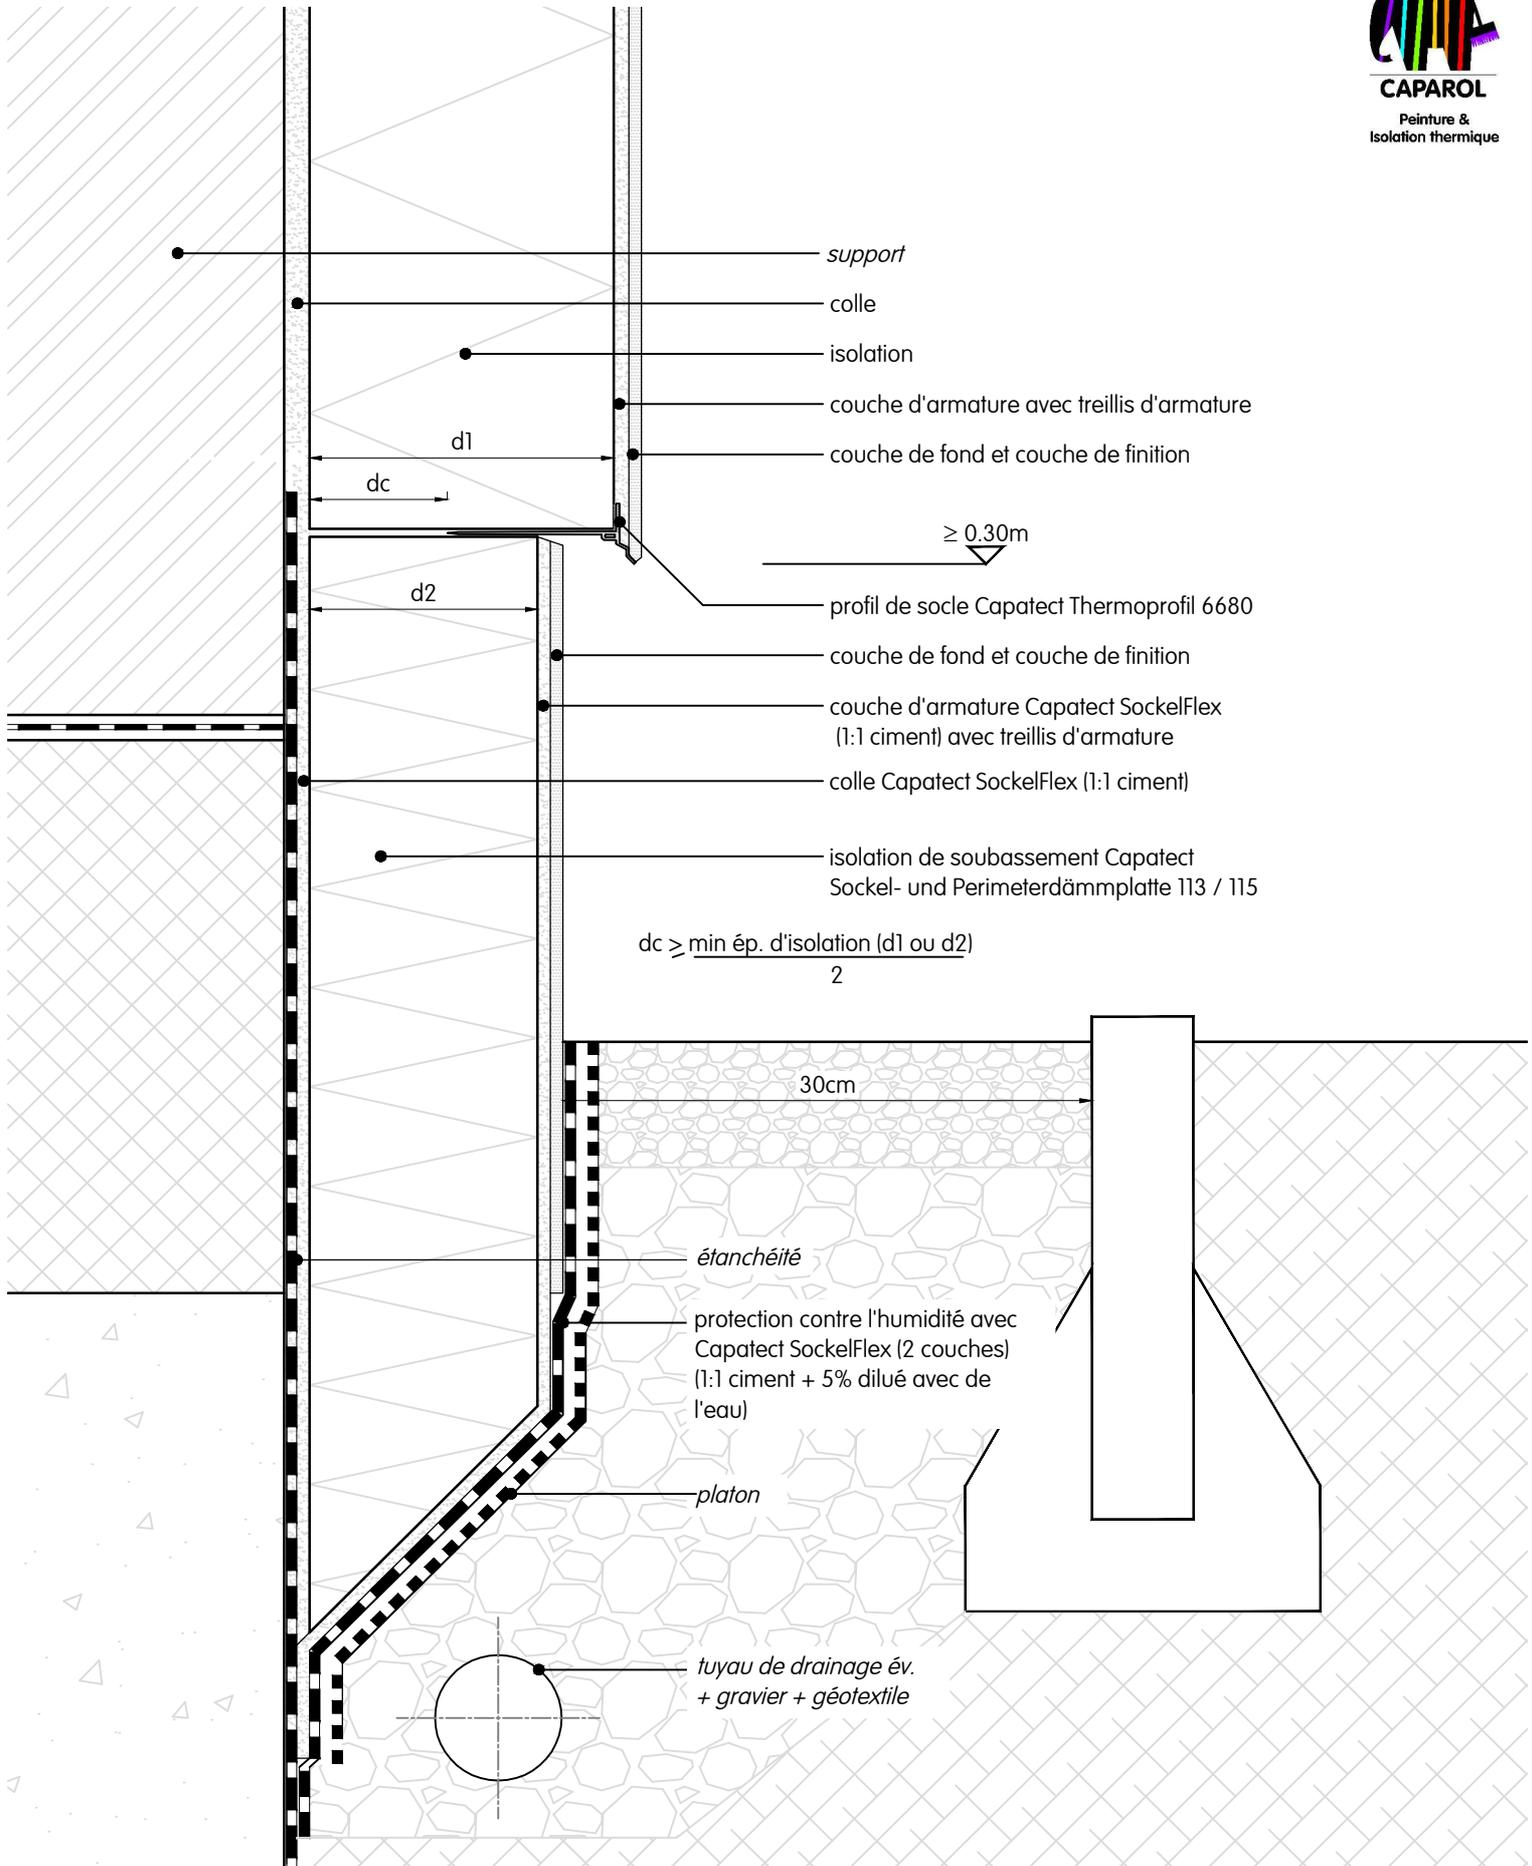 CAPAROL
Peinture &
Isolation thermique
support
colle
isolation
couche d'armature avec treillis d'armature
d1
couche de fond et couche de finition
dc
≥ 0.30m
d2
profil de socle Capatect Thermoprofil 6680
couche de fond et couche de finition
couche d'armature Capatect SockelFlex
(1:1 ciment) avec treillis d'armature
colle Capatect SockelFlex (1:1 ciment)
isolation de soubassement Capatect
Sockel- und Perimeterdämmplatte 113 / 115
dc ≥ min ép. d'isolation (d1 ou d2)
2
30cm
étanchéité
protection contre l'humidité avec
Capatect SockelFlex (2 couches)
(1:1 ciment + 5% dilué avec de
l'eau)
platon
tuyau de drainage év.
+ gravier + géotextile